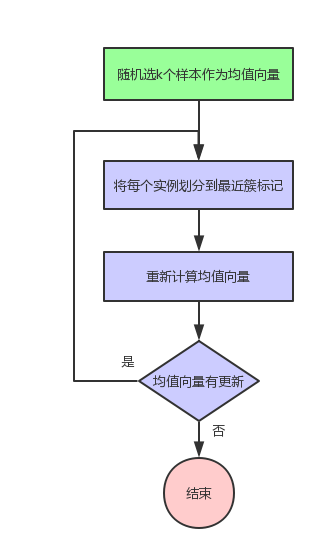 随机选k个样本作为均值向量
将每个实例划分到最近簇标记
重新计算均值向量
是
均值向量有更新
否
结束